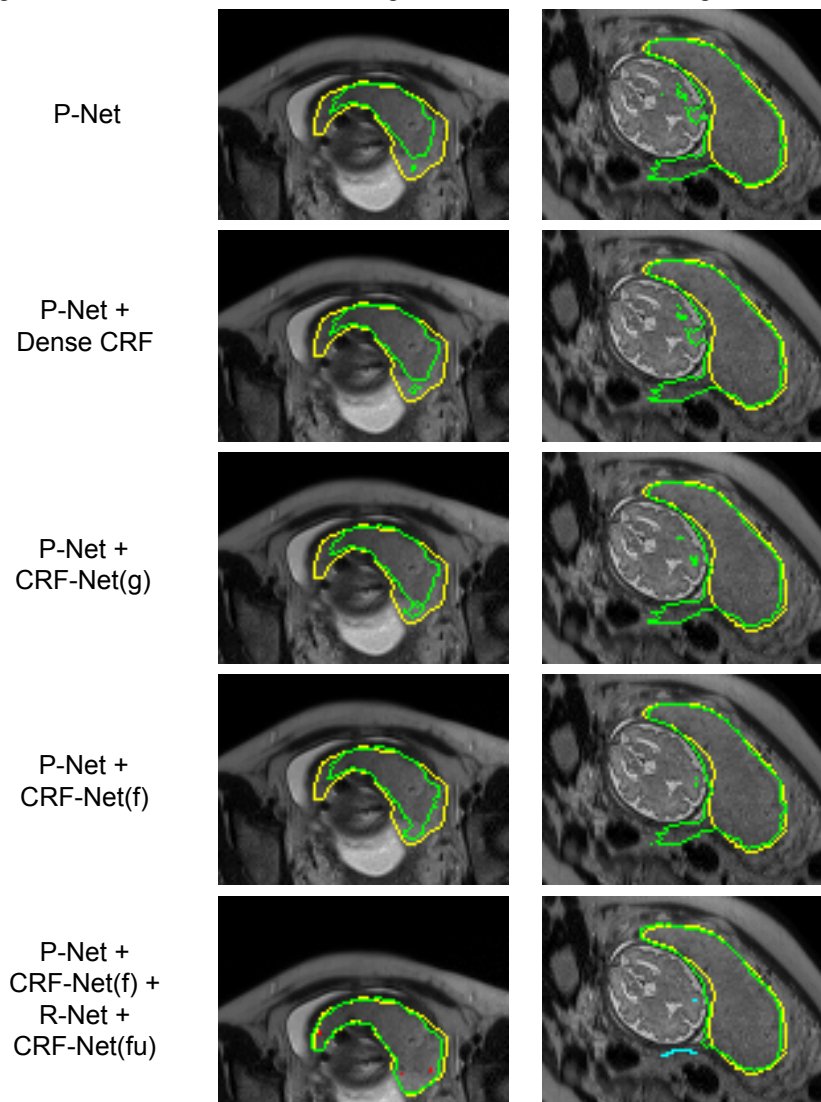 P-Net
P-Net +
Dense CRF
P-Net +
CRF-Net(g)
P-Net +
CRF-Net(f)
P-Net +
CRF-Net(f) +
R-Net +
CRF-Net(fu)